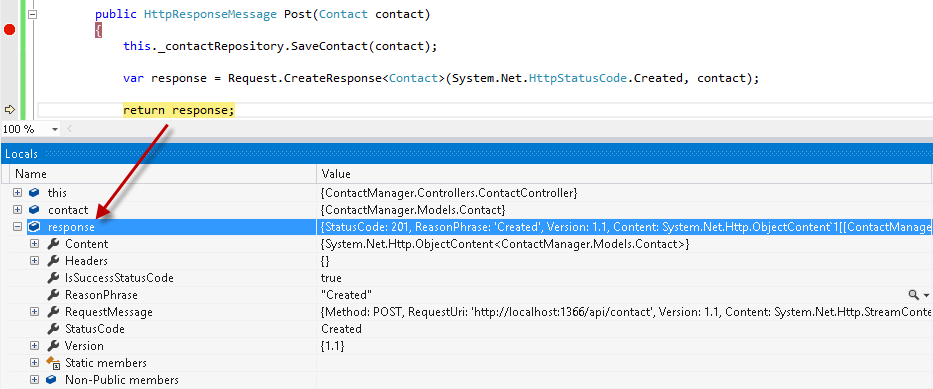 public HttpResponseMessage Post(Contact contact)
{
this._contactRepository.SaveContact(contact);
var response = Request.CreateResponse<Contact>(System.Net.HttpStatusCode.Created, contact);
return response;
100 %
Locals
Name Value
this {ContactManager.Controllers.ContactController}
contact {ContactManager.Models.Contact}
response {StatusCode: 201, ReasonPhrase: 'Created', Version: 1.1, Content: System.Net.Http.ObjectContent`1[[ContactManage
Content {System.Net.Http.ObjectContent<ContactManager.Models.Contact>}
Headers {}
IsSuccessStatusCode true
ReasonPhrase "Created"
RequestMessage {Method: POST, RequestUri: 'http://localhost:1366/api/contact', Version: 1.1, Content: System.Net.Http.StreamConte
StatusCode Created
Version {1.1}
Static members
Non-Public members